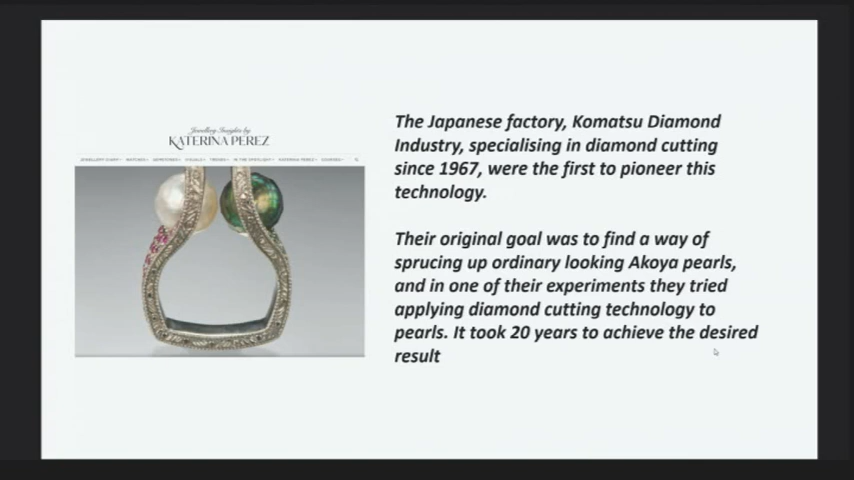 Jewellery Insights by
KATERINA PEREZ
The Japanese factory, Komatsu Diamond
Industry, specialising in diamond cutting
since 1967, were the first to pioneer this
technology.
Their original goal was to find a way of
sprucing up ordinary looking Akoya pearls,
and in one of their experiments they tried
applying diamond cutting technology to
pearls. It took 20 years to achieve the desired
result